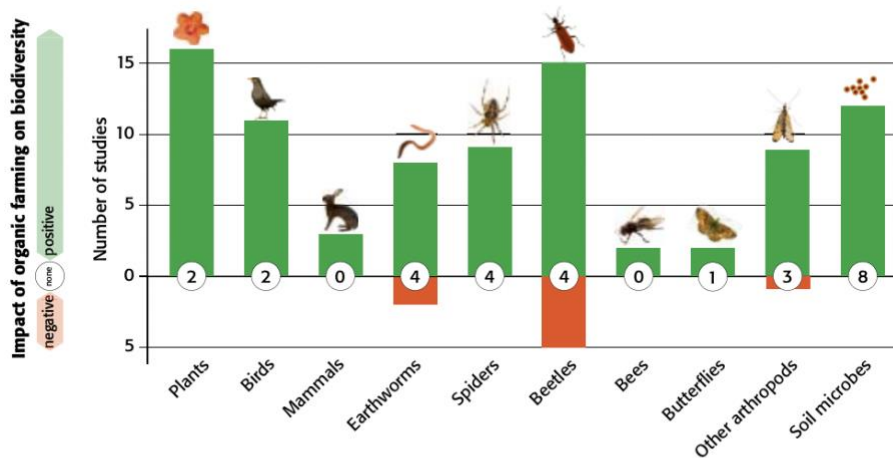 Impact of organic farming on biodiversity
positive
none
negative
Number of studies
15
10
5
0
5
2
2
0
4
4
4
0
1
3
8
Plants
Birds
Mammals
Earthworms
Spiders
Beetles
Bees
Butterflies
Other arthropods
Soil microbes